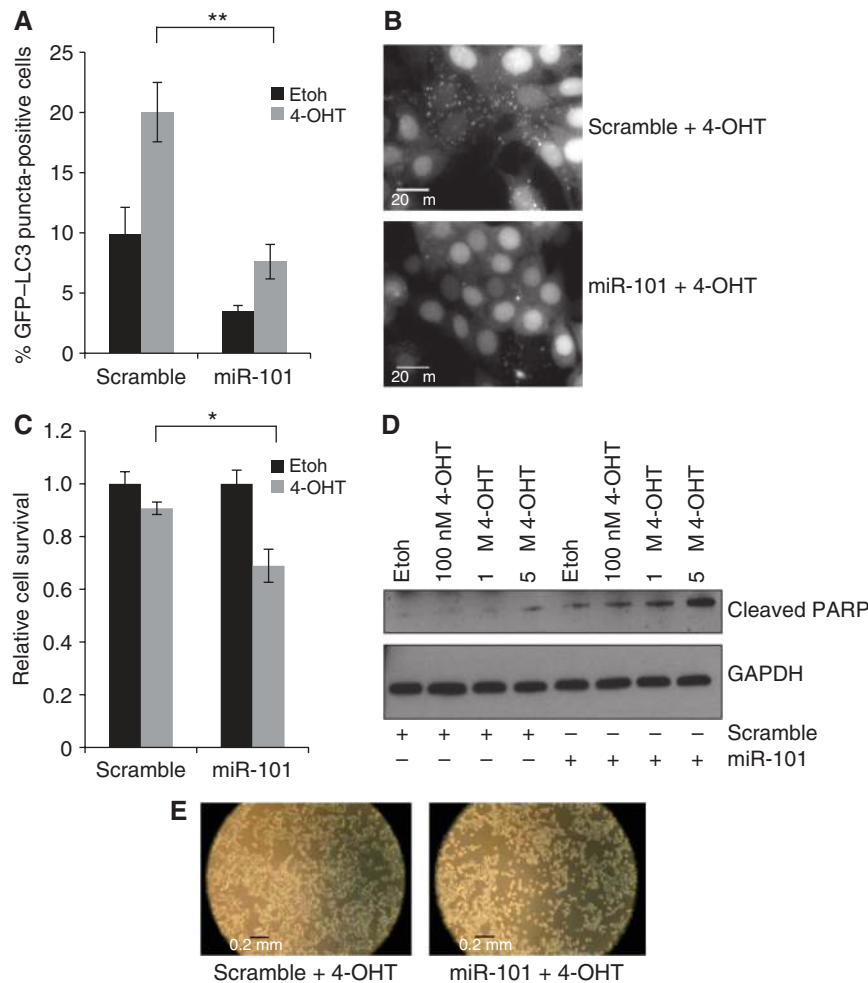 A
**
25
20
15
10
5
0
% GFP–LC3 puncta-positive cells
Etoh
4-OHT
Scramble
miR-101
B
20 m
Scramble + 4-OHT
20 m
miR-101 + 4-OHT
C
*
1.2
1.0
0.8
0.6
0.4
0.2
0
Relative cell survival
Etoh
4-OHT
Scramble
miR-101
D
Etoh
100 nM 4-OHT
1 M 4-OHT
5 M 4-OHT
Etoh
100 nM 4-OHT
1 M 4-OHT
5 M 4-OHT
Cleaved PARP
GAPDH
+ + + + – – – – Scramble
– – – – + + + + miR-101
E
0.2 mm
0.2 mm
Scramble + 4-OHT
miR-101 + 4-OHT